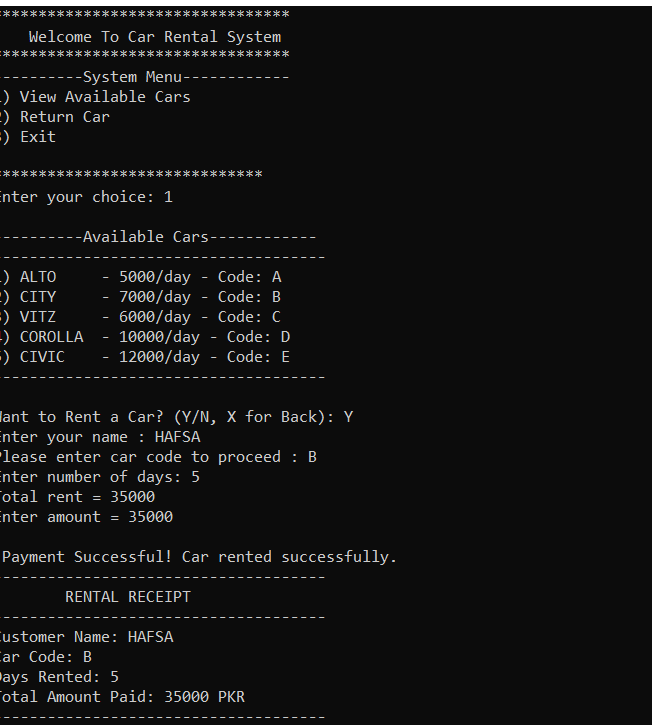 ********************************
Welcome To Car Rental System
********************************
----------System Menu------------
) View Available Cars
) Return Car
) Exit
******************************
Enter your choice: 1
----------Available Cars------------
------------------------------------
) ALTO     - 5000/day - Code: A
) CITY     - 7000/day - Code: B
) VITZ     - 6000/day - Code: C
) COROLLA  - 10000/day - Code: D
) CIVIC    - 12000/day - Code: E
------------------------------------
Want to Rent a Car? (Y/N, X for Back): Y
Enter your name : HAFSA
Please enter car code to proceed : B
Enter number of days: 5
Total rent = 35000
Enter amount = 35000
Payment Successful! Car rented successfully.
------------------------------------
RENTAL RECEIPT
------------------------------------
Customer Name: HAFSA
Car Code: B
Days Rented: 5
Total Amount Paid: 35000 PKR
------------------------------------